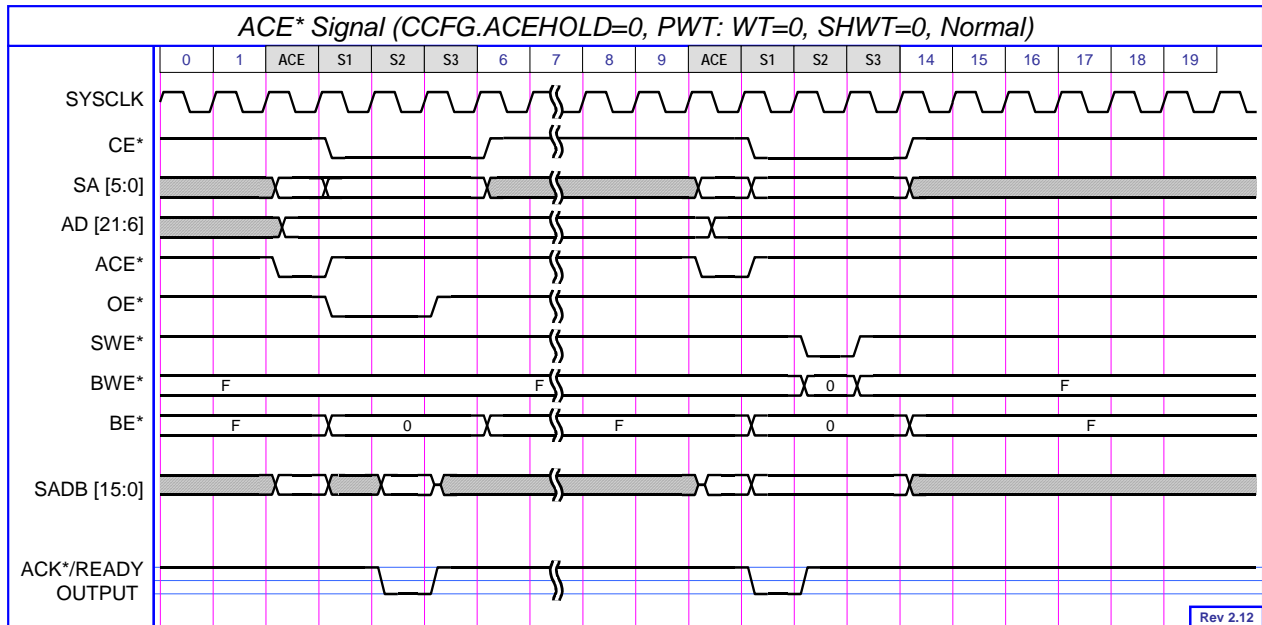 ACE* Signal (CCFG.ACEHOLD=0, PWT: WT=0, SHWT=0, Normal)
0 1 ACE S1 S2 S3 6 7 8 9 ACE S1 S2 S3 14 15 16 17 18 19
SYSCLK
CE*
SA [5:0]
AD [21:6]
ACE*
OE*
SWE*
BWE* F F 0 F
BE* F 0 F 0 F
SADB [15:0]
ACK*/READY
OUTPUT
Rev 2.12